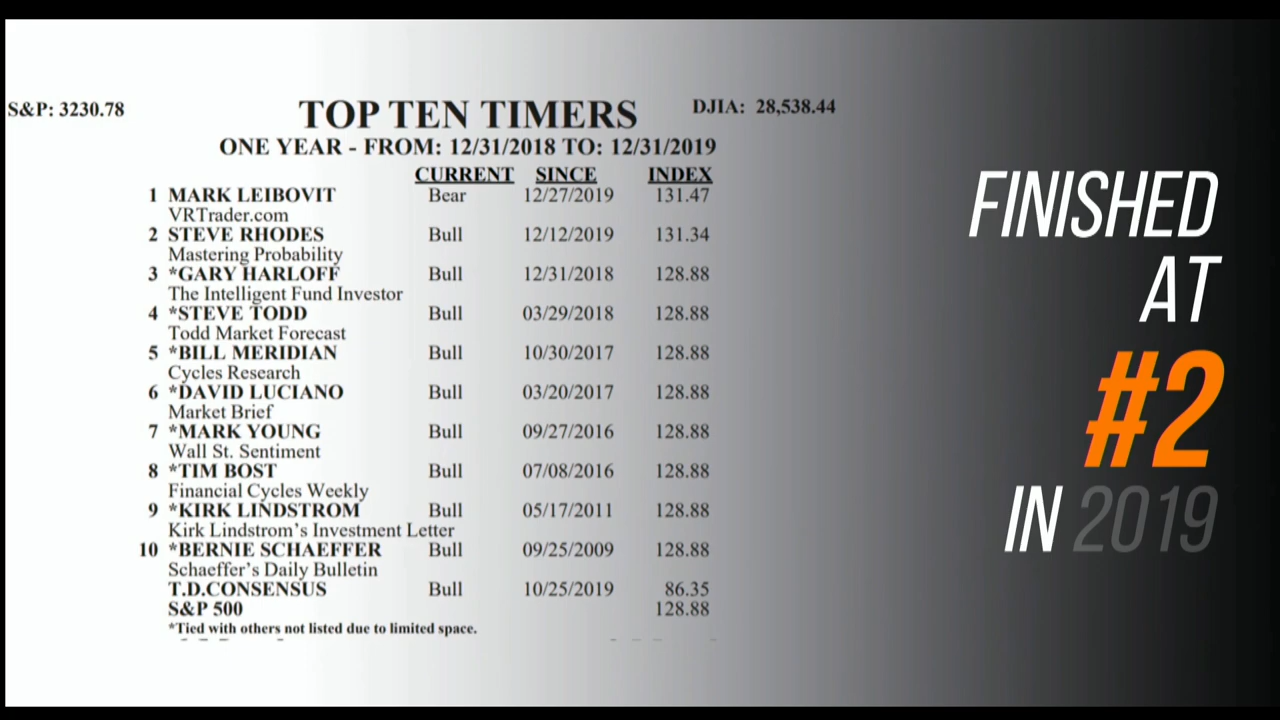 S&P: 3230.78
TOP TEN TIMERS
DJIA: 28,538.44
ONE YEAR - FROM: 12/31/2018 TO: 12/31/2019
CURRENT SINCE INDEX
1 MARK LEIBOVIT Bear 12/27/2019 131.47
VRTrader.com
2 STEVE RHODES Bull 12/12/2019 131.34
Mastering Probability
3 *GARY HARLOFF Bull 12/31/2018 128.88
The Intelligent Fund Investor
4 *STEVE TODD Bull 03/29/2018 128.88
Todd Market Forecast
5 *BILL MERIDIAN Bull 10/30/2017 128.88
Cycles Research
6 *DAVID LUCIANO Bull 03/20/2017 128.88
Market Brief
7 *MARK YOUNG Bull 09/27/2016 128.88
Wall St. Sentiment
8 *TIM BOST Bull 07/08/2016 128.88
Financial Cycles Weekly
9 *KIRK LINDSTROM Bull 05/17/2011 128.88
Kirk Lindstrom's Investment Letter
10 *BERNIE SCHAEFFER Bull 09/25/2009 128.88
Schaeffer's Daily Bulletin
T.D.CONSENSUS Bull 10/25/2019 86.35
S&P 500 128.88
*Tied with others not listed due to limited space.
FINISHED
AT
#2
IN 2019